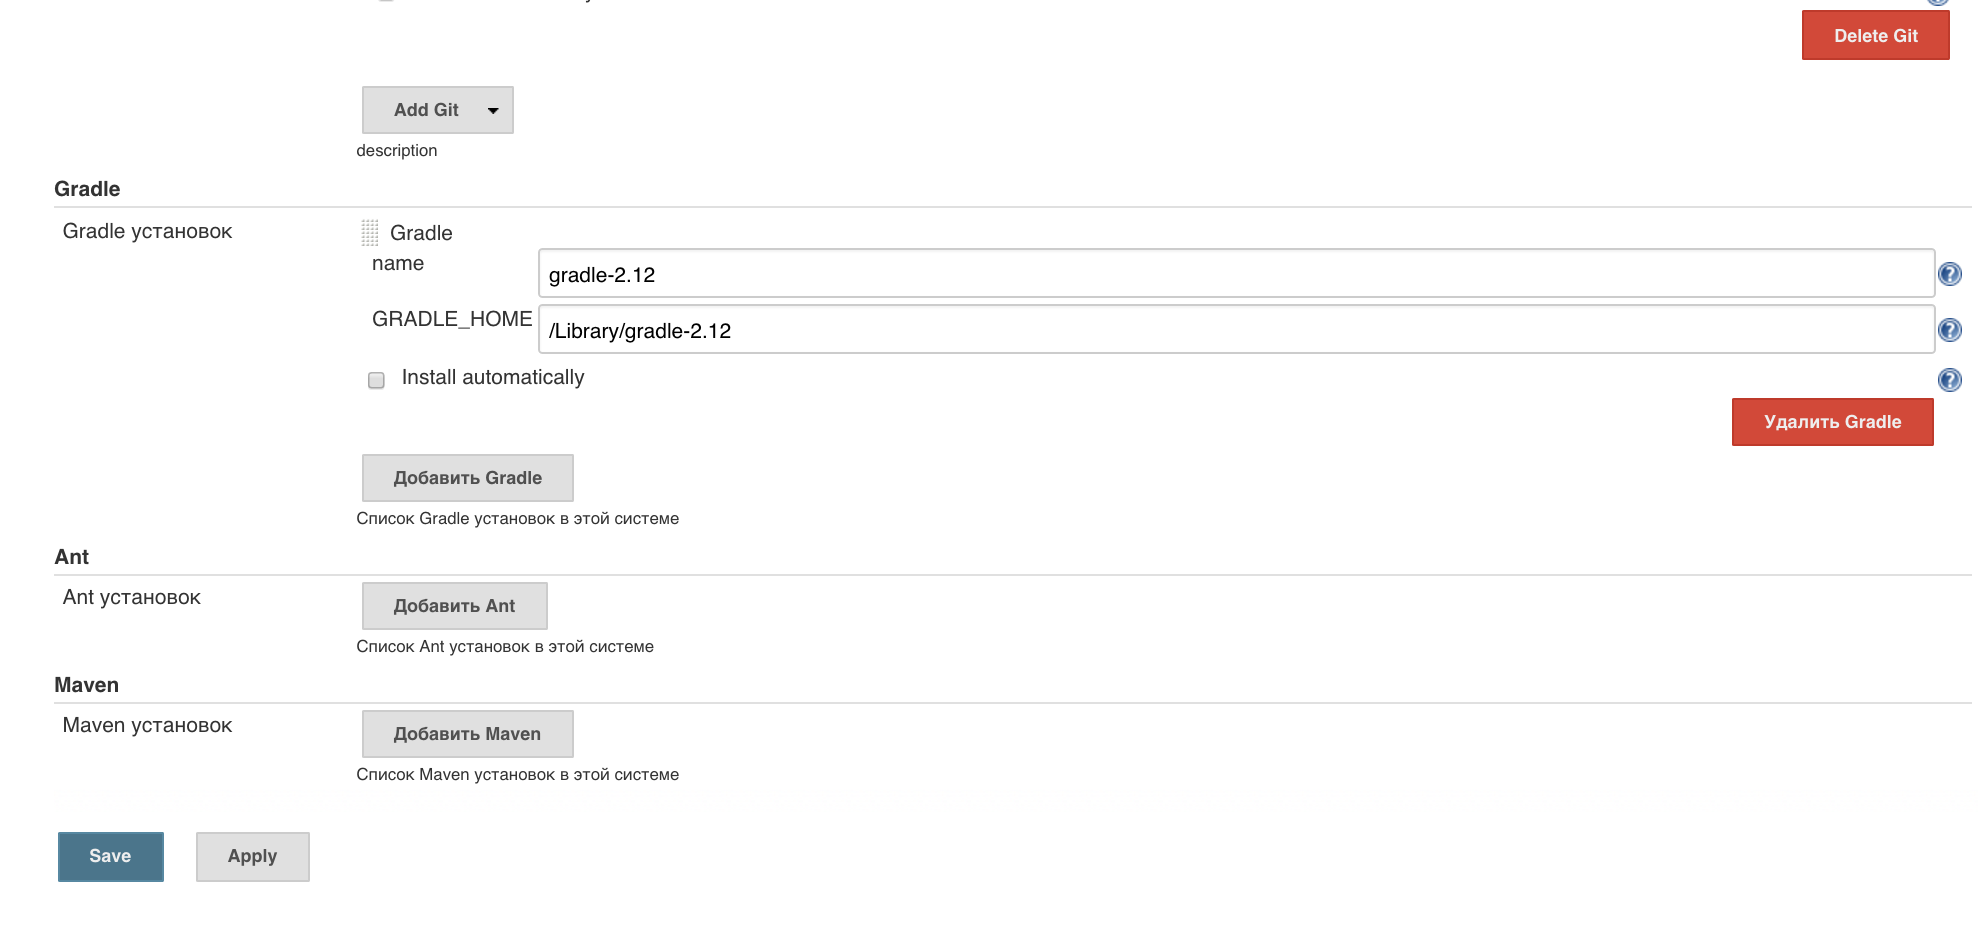 Delete Git
Add Git
description
Gradle
Gradle установок
Gradle
name
gradle-2.12
GRADLE_HOME
/Library/gradle-2.12
Install automatically
Удалить Gradle
Добавить Gradle
Список Gradle установок в этой системе
Ant
Ant установок
Добавить Ant
Список Ant установок в этой системе
Maven
Maven установок
Добавить Maven
Список Maven установок в этой системе
Save
Apply